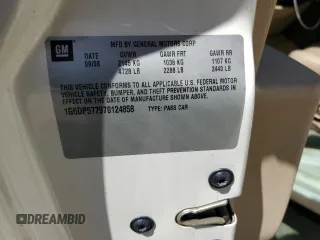 GM
MFD BY GENERAL MOTORS CORP
DATE GVWR GAWR FRT GAWR RR
09/06 2145 KG 1036 KG 1107 KG
4728 LB 2288 LB 2440 LB
THIS VEHICLE CONFORMS TO ALL APPLICABLE U.S. FEDERAL MOTOR
VEHICLE SAFETY, BUMPER, AND THEFT PREVENTION STANDARDS IN
EFFECT ON THE DATE OF MANUFACTURE SHOWN ABOVE.
1G6DP577970124858 TYPE: PASS CAR
DREAMBID